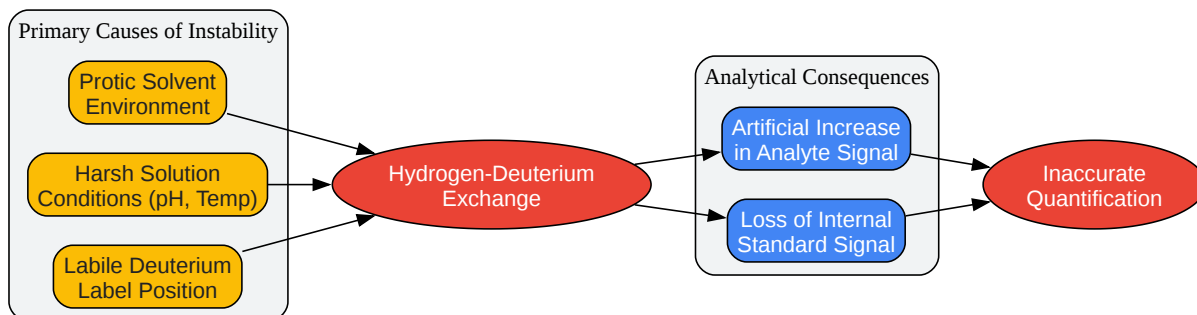 Primary Causes of Instability
Protic Solvent
Environment
Harsh Solution
Conditions (pH, Temp)
Labile Deuterium
Label Position
Hydrogen-Deuterium
Exchange
Analytical Consequences
Artificial Increase
in Analyte Signal
Loss of Internal
Standard Signal
Inaccurate
Quantification